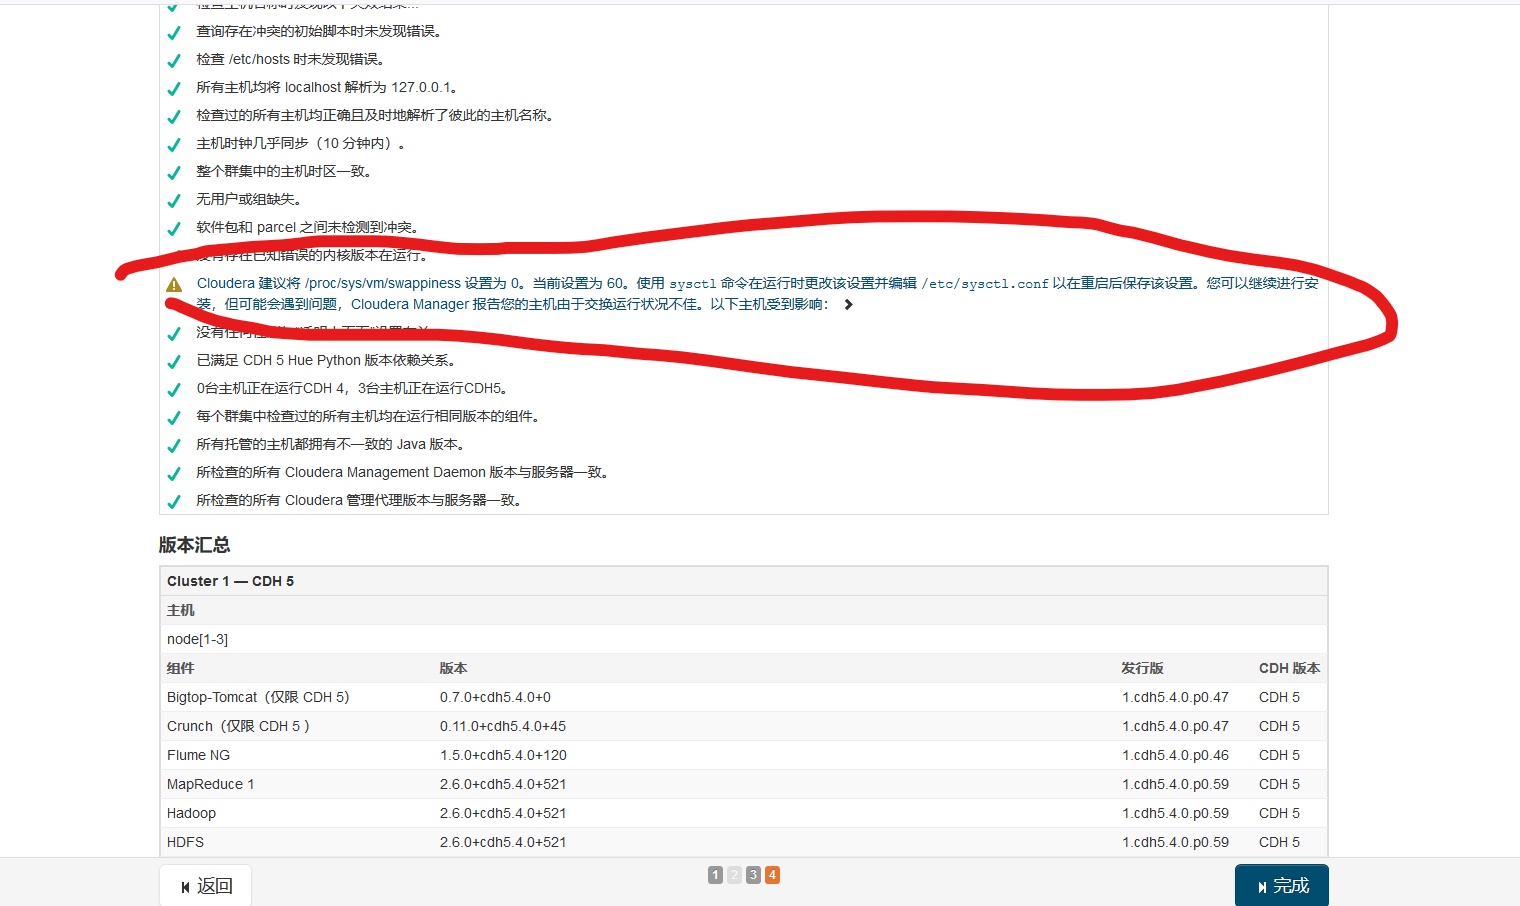 查询存在冲突的初始脚本时未发现错误。
检查 /etc/hosts 时未发现错误。
所有主机均将 localhost 解析为 127.0.0.1。
检查过的所有主机均正确且及时地解析了彼此的主机名称。
主机时钟几乎同步（10 分钟内）。
整个群集中的主机时区一致。
无用户或组缺失。
软件包和 parcel 之间未检测到冲突。
没有存在已知错误的内核版本在运行。
Cloudera 建议将 /proc/sys/vm/swappiness 设置为 0。当前设置为 60。使用 sysctl 命令在运行时更改该设置并编辑 /etc/sysctl.conf 以在重启后保存该设置。您可以继续进行安
装，但可能会遇到问题，Cloudera Manager 报告您的主机由于交换运行状况不佳。以下主机受到影响：
没有任何
已满足 CDH 5 Hue Python 版本依赖关系。
0台主机正在运行CDH 4，3台主机正在运行CDH5。
每个群集中检查过的所有主机均在运行相同版本的组件。
所有托管的主机都拥有不一致的 Java 版本。
所检查的所有 Cloudera Management Daemon 版本与服务器一致。
所检查的所有 Cloudera 管理代理版本与服务器一致。
版本汇总
Cluster 1 — CDH 5
主机
node[1-3]
组件 版本 发行版 CDH 版本
Bigtop-Tomcat（仅限 CDH 5） 0.7.0+cdh5.4.0+0 1.cdh5.4.0.p0.47 CDH 5
Crunch（仅限 CDH 5 ） 0.11.0+cdh5.4.0+45 1.cdh5.4.0.p0.47 CDH 5
Flume NG 1.5.0+cdh5.4.0+120 1.cdh5.4.0.p0.46 CDH 5
MapReduce 1 2.6.0+cdh5.4.0+521 1.cdh5.4.0.p0.59 CDH 5
Hadoop 2.6.0+cdh5.4.0+521 1.cdh5.4.0.p0.59 CDH 5
HDFS 2.6.0+cdh5.4.0+521 1.cdh5.4.0.p0.59 CDH 5
返回 1 2 3 4 完成